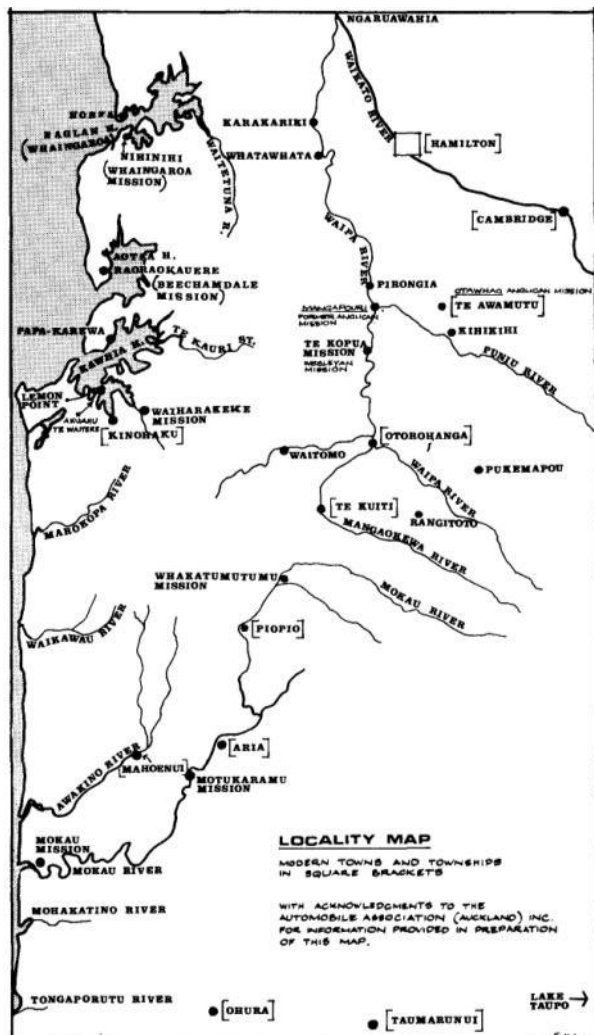 NGARUAWAHIA
WAIKATO RIVER
HOREA
RAGLAN H.
(WHAINGAROA)
NIHINIHI
(WHAINGAROA
MISSION)
WAITETUNA R.
KARAKARIKI
WHATAWHATA
[HAMILTON]
[CAMBRIDGE]
WAIPA RIVER
AOTEA H.
RAORAOKAUERE
(BEECHAMDALE
MISSION)
PIRONGIA
MANGAPOURI
FORMER ANGLICAN
MISSION
OTAWHAO ANGLICAN MISSION
[TE AWAMUTU]
KIHIKIHI
PAPA-KAREWA
KAWHIA H.
TE KAURI ST.
TE KOPUA
MISSION
WESLEYAN
MISSION
PUNIU RIVER
LEMON
POINT
TE WAITERE
WAIHARAKEKE
MISSION
[KINOHAKU]
[OTOROHANGA]
WAITOMO
WAIPA RIVER
PUKEMAPOU
MAROKOPA RIVER
[TE KUITI]
RANGITOTO
MANGAOKEWA RIVER
WHAKATUMUTUMU
MISSION
MOKAU RIVER
WAIKAWAU RIVER
[PIOPIO]
[ARIA]
AWAKINO RIVER
[MAHOENUI]
MOTUKARAMU
MISSION
MOKAU
MISSION
MOKAU RIVER
LOCALITY MAP
MODERN TOWNS AND TOWNSHIPS
IN SQUARE BRACKETS
WITH ACKNOWLEDGMENTS TO THE
AUTOMOBILE ASSOCIATION (AUCKLAND) INC.
FOR INFORMATION PROVIDED IN PREPARATION
OF THIS MAP.
MOHAKATINO RIVER
TONGAPORUTU RIVER
[OHURA]
[TAUMARUNUI]
LAKE
TAUPO